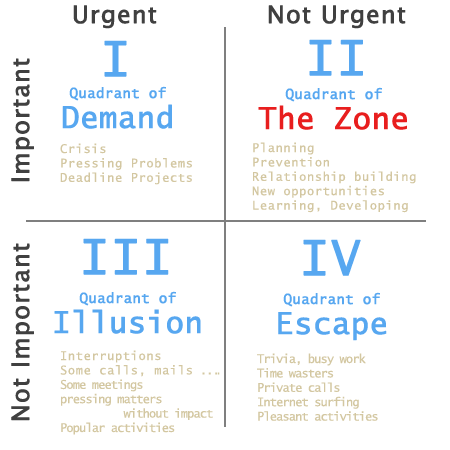 Urgent
Not Urgent
Important
I
Quadrant of
Demand
Crisis
Pressing Problems
Deadline Projects
II
Quadrant of
The Zone
Planning
Prevention
Relationship building
New opportunities
Learning, Developing
Not Important
III
Quadrant of
Illusion
Interruptions
Some calls, mails ....
Some meetings
pressing matters
without impact
Popular activities
IV
Quadrant of
Escape
Trivia, busy work
Time wasters
Private calls
Internet surfing
Pleasant activities